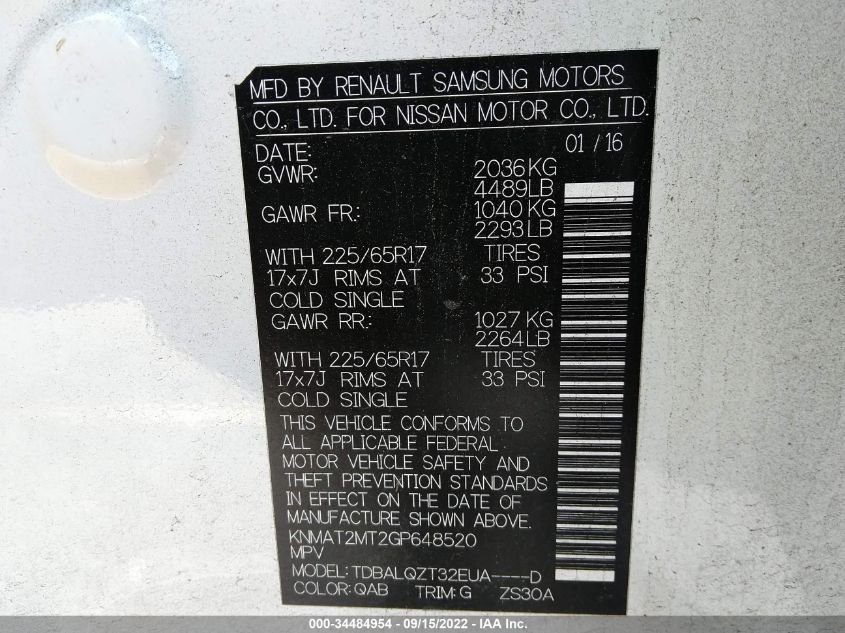 MFD BY RENAULT SAMSUNG MOTORS
CO., LTD. FOR NISSAN MOTOR CO., LTD.
DATE: 01 / 16
GVWR: 2036 KG
4489LB
GAWR FR.: 1040 KG
2293 LB
WITH 225/65R17 TIRES
17x7J RIMS AT 33 PSI
COLD SINGLE
GAWR RR.: 1027 KG
2264 LB
WITH 225/65R17 TIRES
17x7J RIMS AT 33 PSI
COLD SINGLE
THIS VEHICLE CONFORMS TO
ALL APPLICABLE FEDERAL
MOTOR VEHICLE SAFETY AND
THEFT PREVENTION STANDARDS
IN EFFECT ON THE DATE OF
MANUFACTURE SHOWN ABOVE.
KNMAT2MT2GP648520
MPV
MODEL: TDBALQZT32EUA----D
COLOR: QAB TRIM: G ZS30A
000-34484954 - 09/15/2022 - IAA Inc.